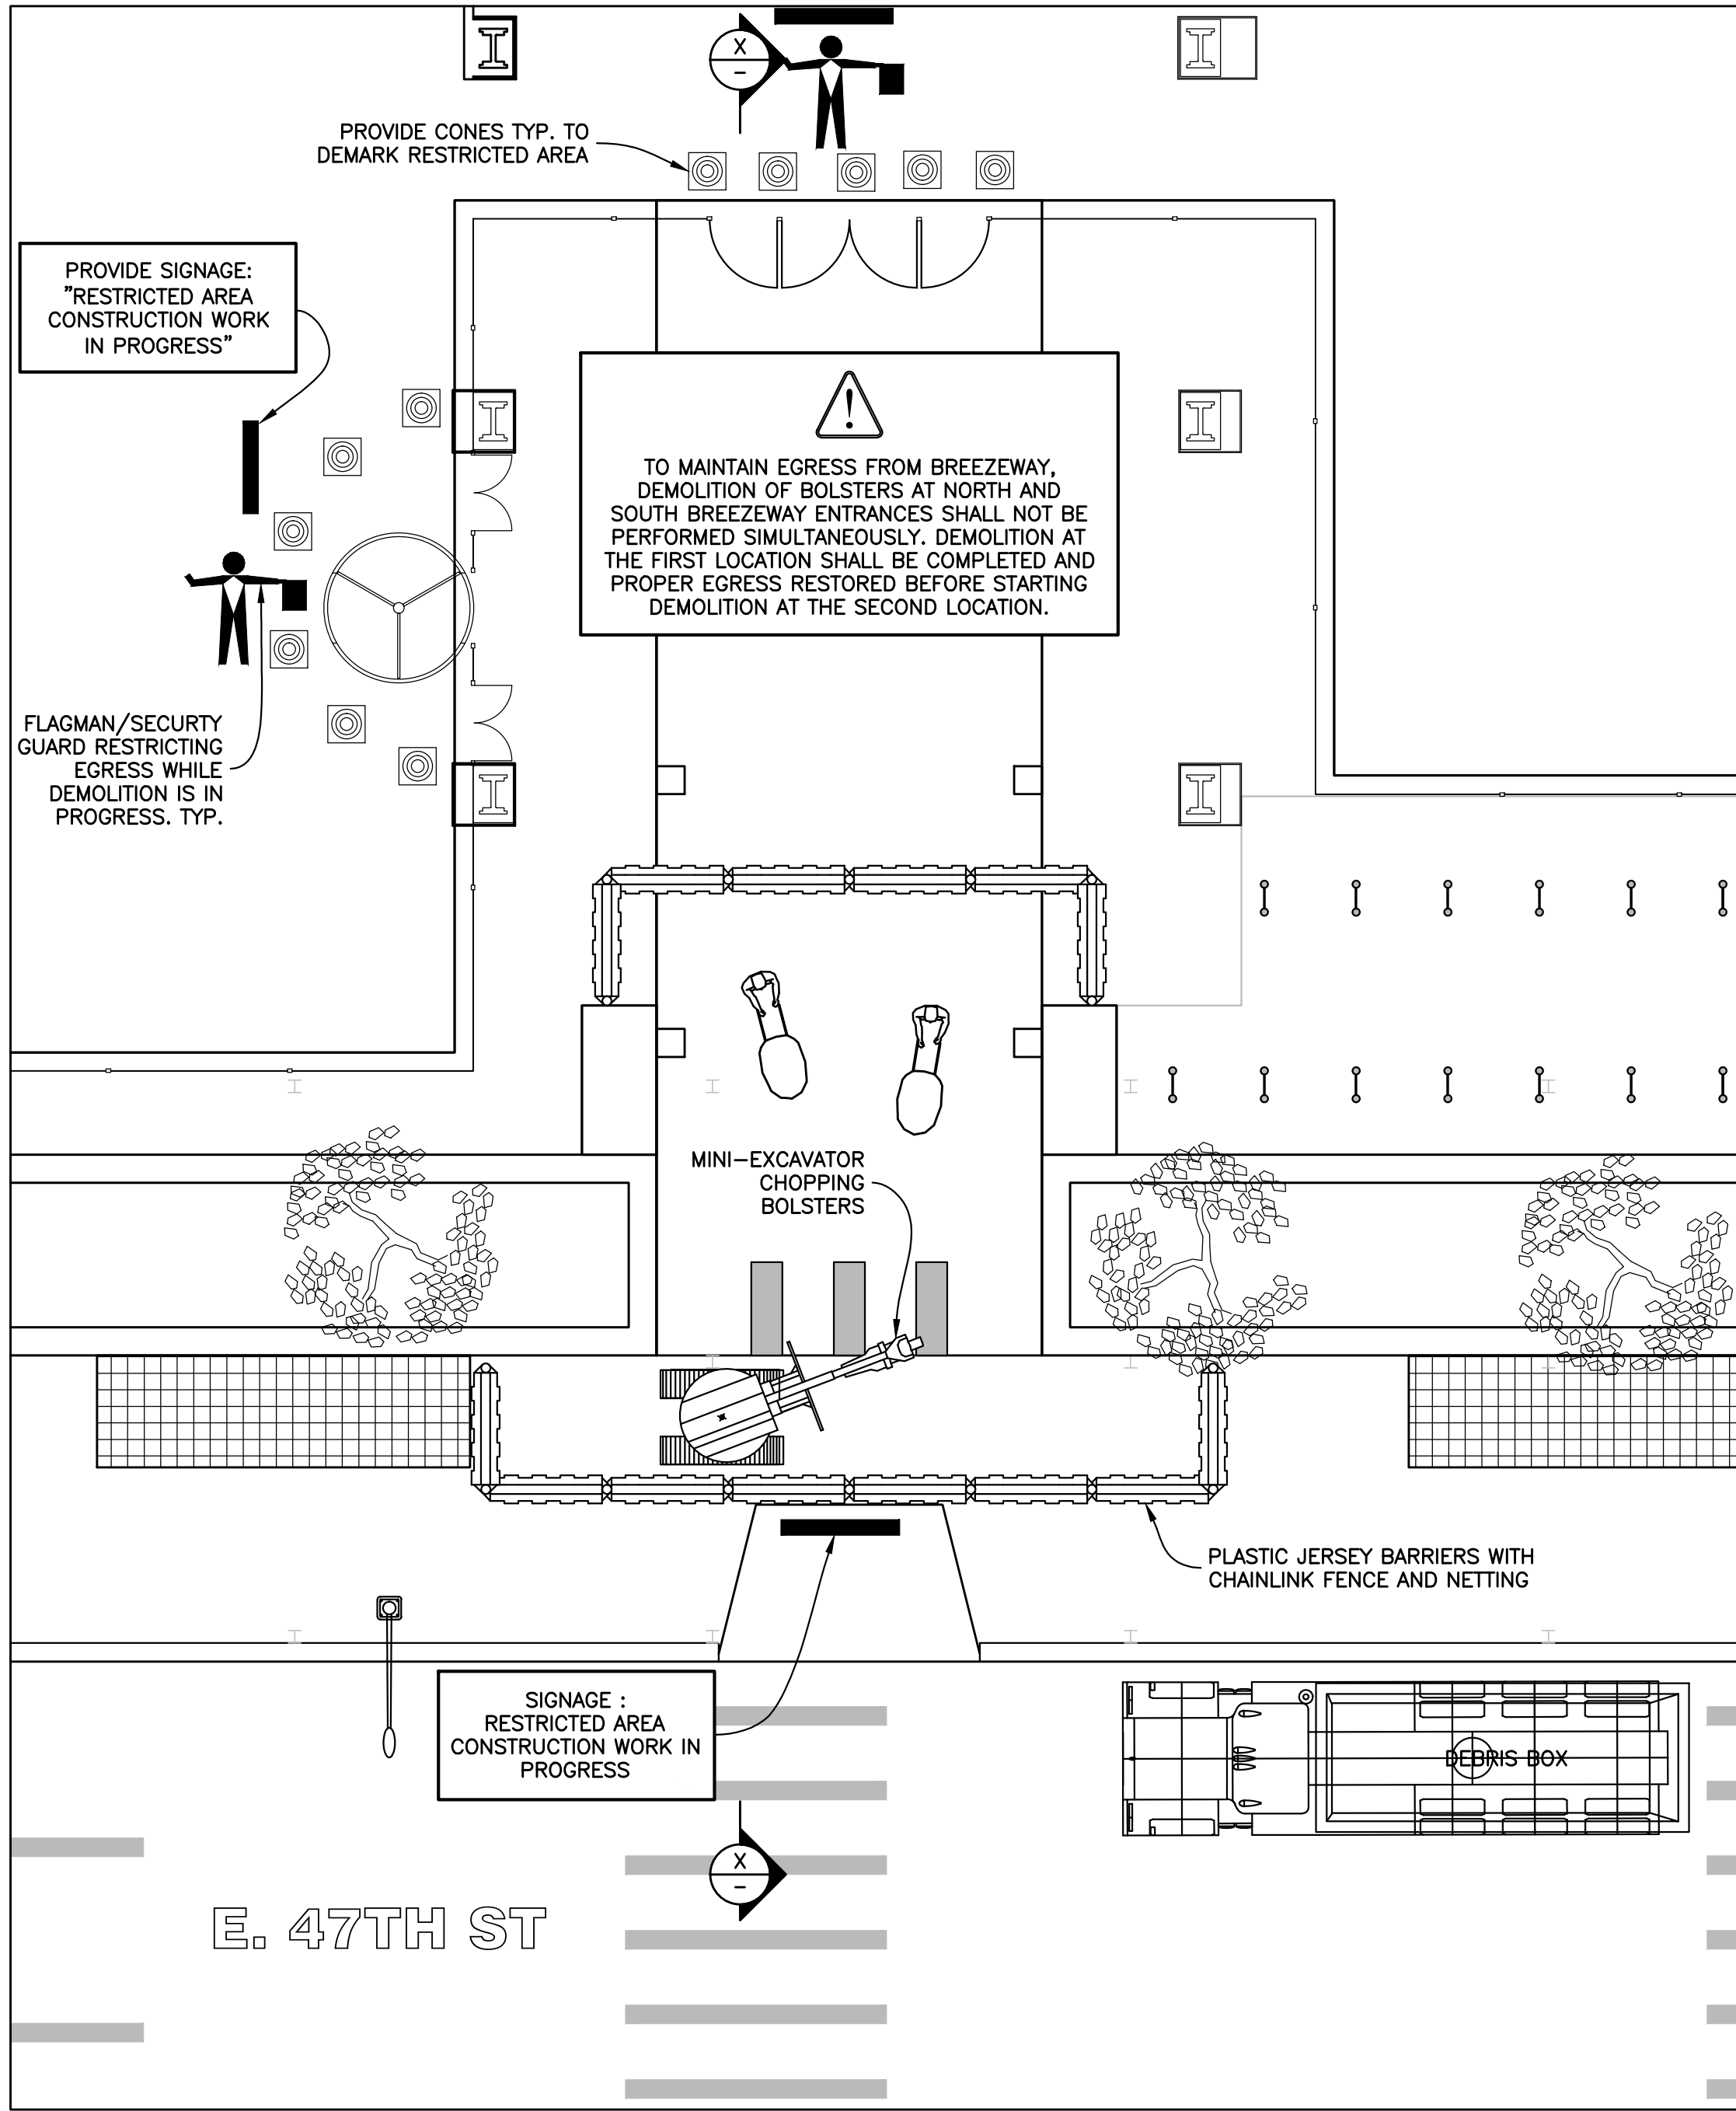 X
–
PROVIDE CONES TYP. TO
DEMARK RESTRICTED AREA
PROVIDE SIGNAGE:
"RESTRICTED AREA
CONSTRUCTION WORK
IN PROGRESS"
!
TO MAINTAIN EGRESS FROM BREEZEWAY,
DEMOLITION OF BOLSTERS AT NORTH AND
SOUTH BREEZEWAY ENTRANCES SHALL NOT BE
PERFORMED SIMULTANEOUSLY. DEMOLITION AT
THE FIRST LOCATION SHALL BE COMPLETED AND
PROPER EGRESS RESTORED BEFORE STARTING
DEMOLITION AT THE SECOND LOCATION.
FLAGMAN/SECURTY
GUARD RESTRICTING
EGRESS WHILE
DEMOLITION IS IN
PROGRESS. TYP.
MINI-EXCAVATOR
CHOPPING
BOLSTERS
PLASTIC JERSEY BARRIERS WITH
CHAINLINK FENCE AND NETTING
SIGNAGE :
RESTRICTED AREA
CONSTRUCTION WORK IN
PROGRESS
DEBRIS BOX
X
–
E. 47TH ST